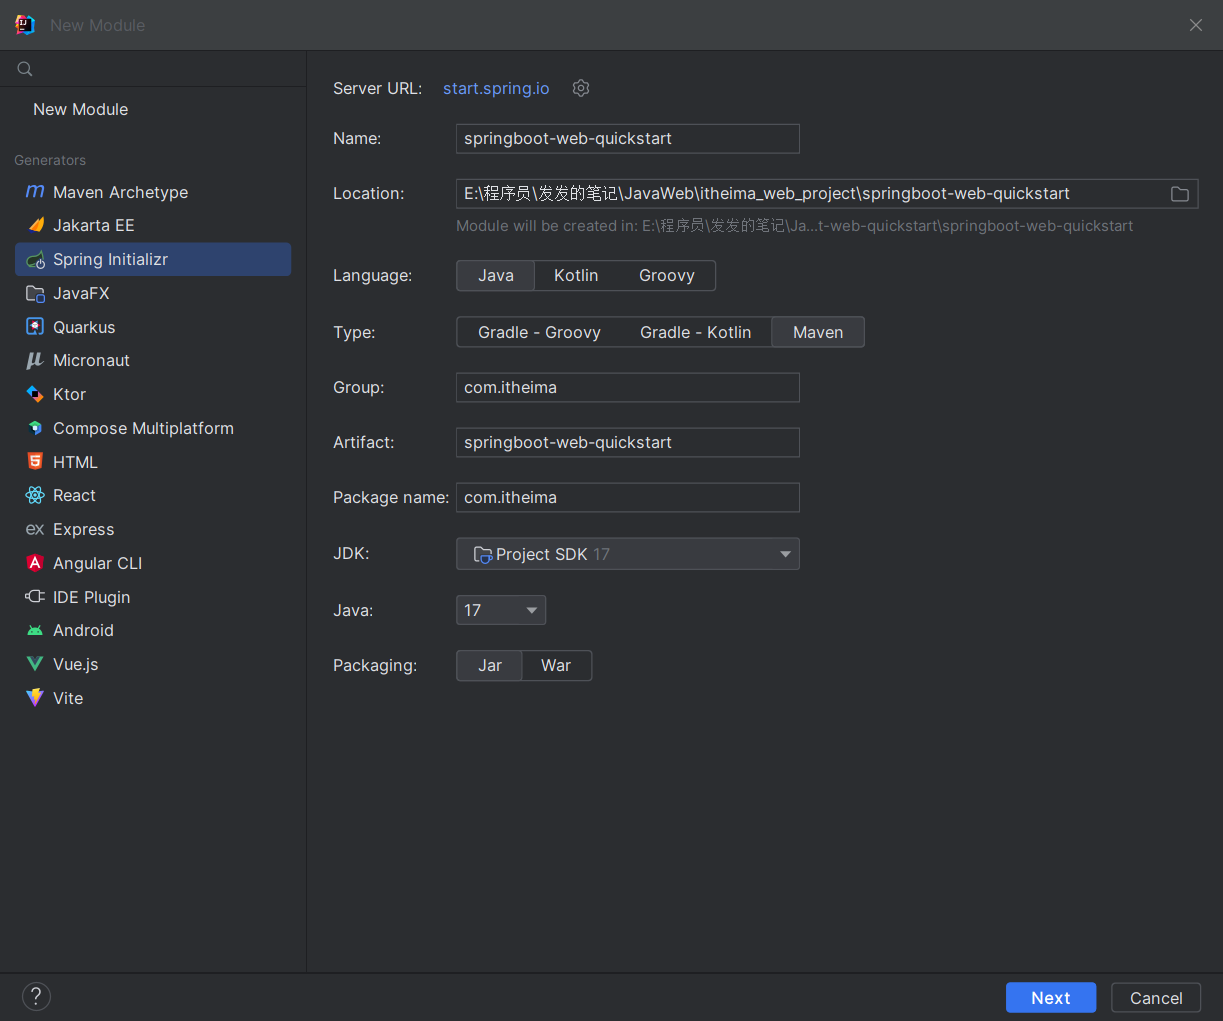 New Module
New Module
Generators
Maven Archetype
Jakarta EE
Spring Initializr
JavaFX
Quarkus
Micronaut
Ktor
Compose Multiplatform
HTML
React
Express
Angular CLI
IDE Plugin
Android
Vue.js
Vite
Server URL: start.spring.io
Name: springboot-web-quickstart
Location: E:\程序员\发发的笔记\JavaWeb\itheima_web_project\springboot-web-quickstart
Module will be created in: E:\程序员\发发的笔记\Ja...t-web-quickstart\springboot-web-quickstart
Language: Java Kotlin Groovy
Type: Gradle - Groovy Gradle - Kotlin Maven
Group: com.itheima
Artifact: springboot-web-quickstart
Package name: com.itheima
JDK: Project SDK 17
Java: 17
Packaging: Jar War
? Next Cancel